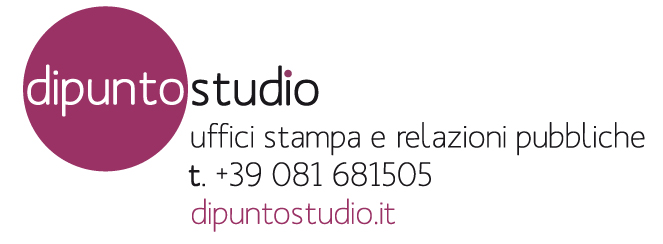 dipuntostudio
uffici stampa e relazioni pubbliche
t. +39 081 681505
dipuntostudio.it